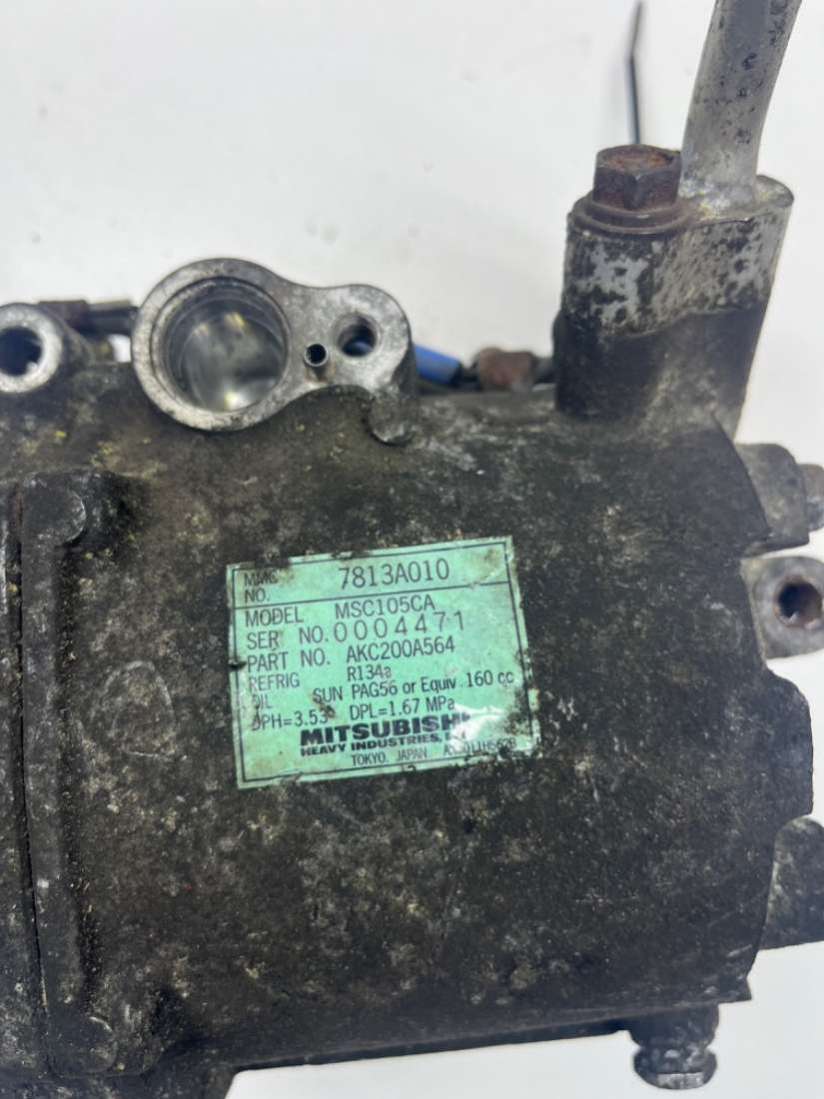 MMC NO. 7813A010
MODEL MSC105CA
SER NO. 0004471
PART NO. AKC200A564
REFRIG R134a
OIL SUN PAG56 or Equiv. 160 cc
DPH=3.53 DPL=1.67 MPa
MITSUBISHI
HEAVY INDUSTRIES,
TOKYO, JAPAN